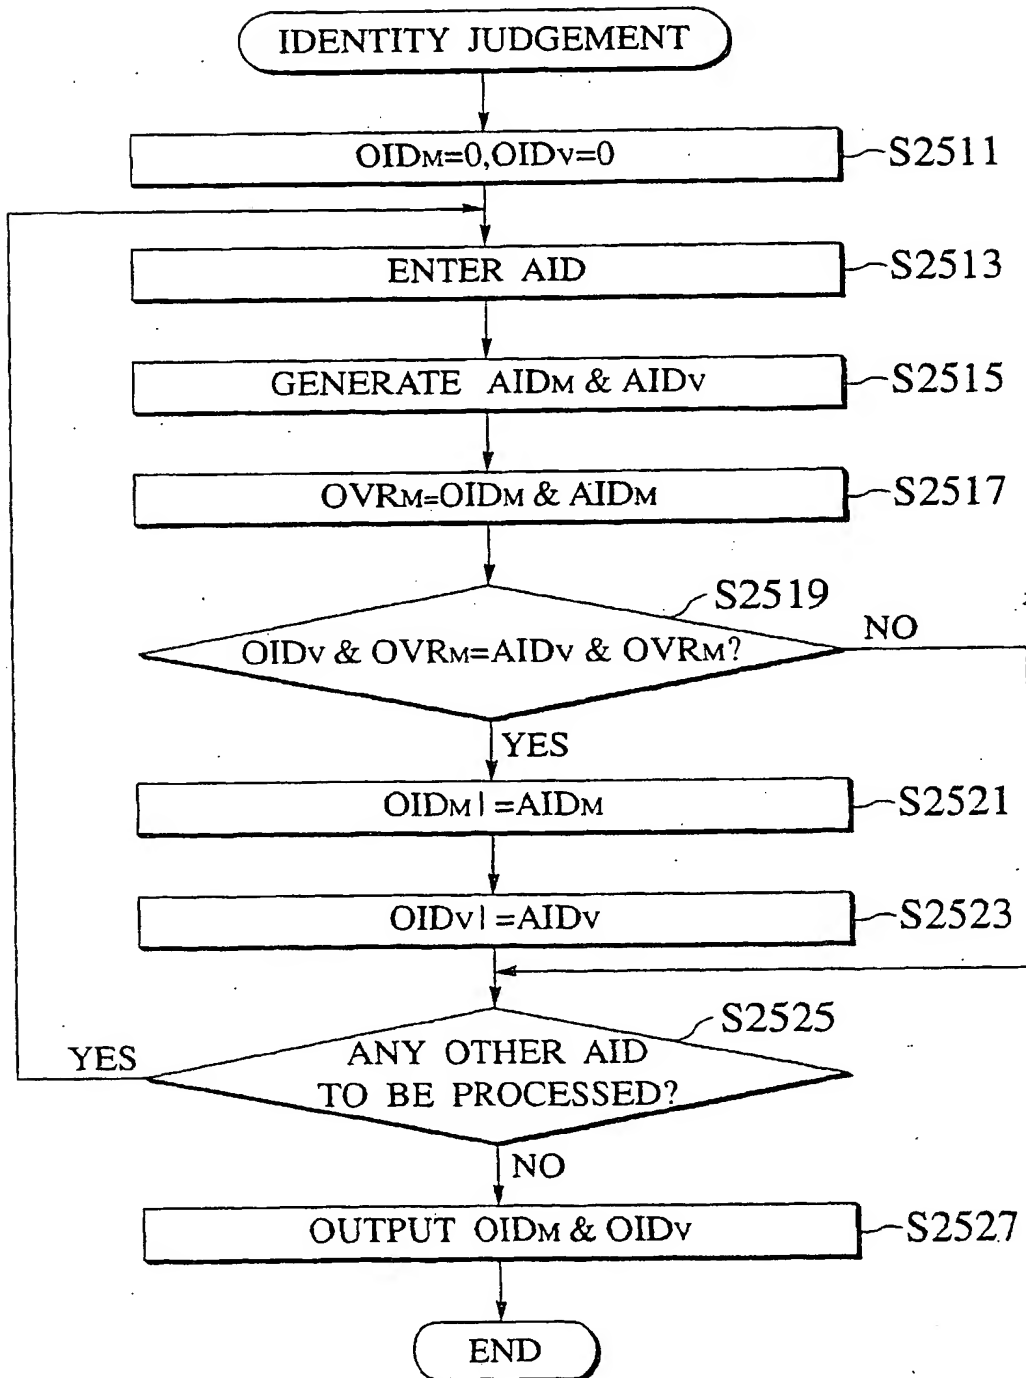 IDENTITY JUDGEMENT
OIDM=0,OIDV=0
S2511
ENTER AID
S2513
GENERATE AIDM & AIDV
S2515
OVRM=OIDM & AIDM
S2517
S2519
OIDV & OVRM=AIDV & OVRM?
NO
YES
OIDM|=AIDM
S2521
OIDV|=AIDV
S2523
S2525
YES
ANY OTHER AID
TO BE PROCESSED?
NO
OUTPUT OIDM & OIDV
S2527
END